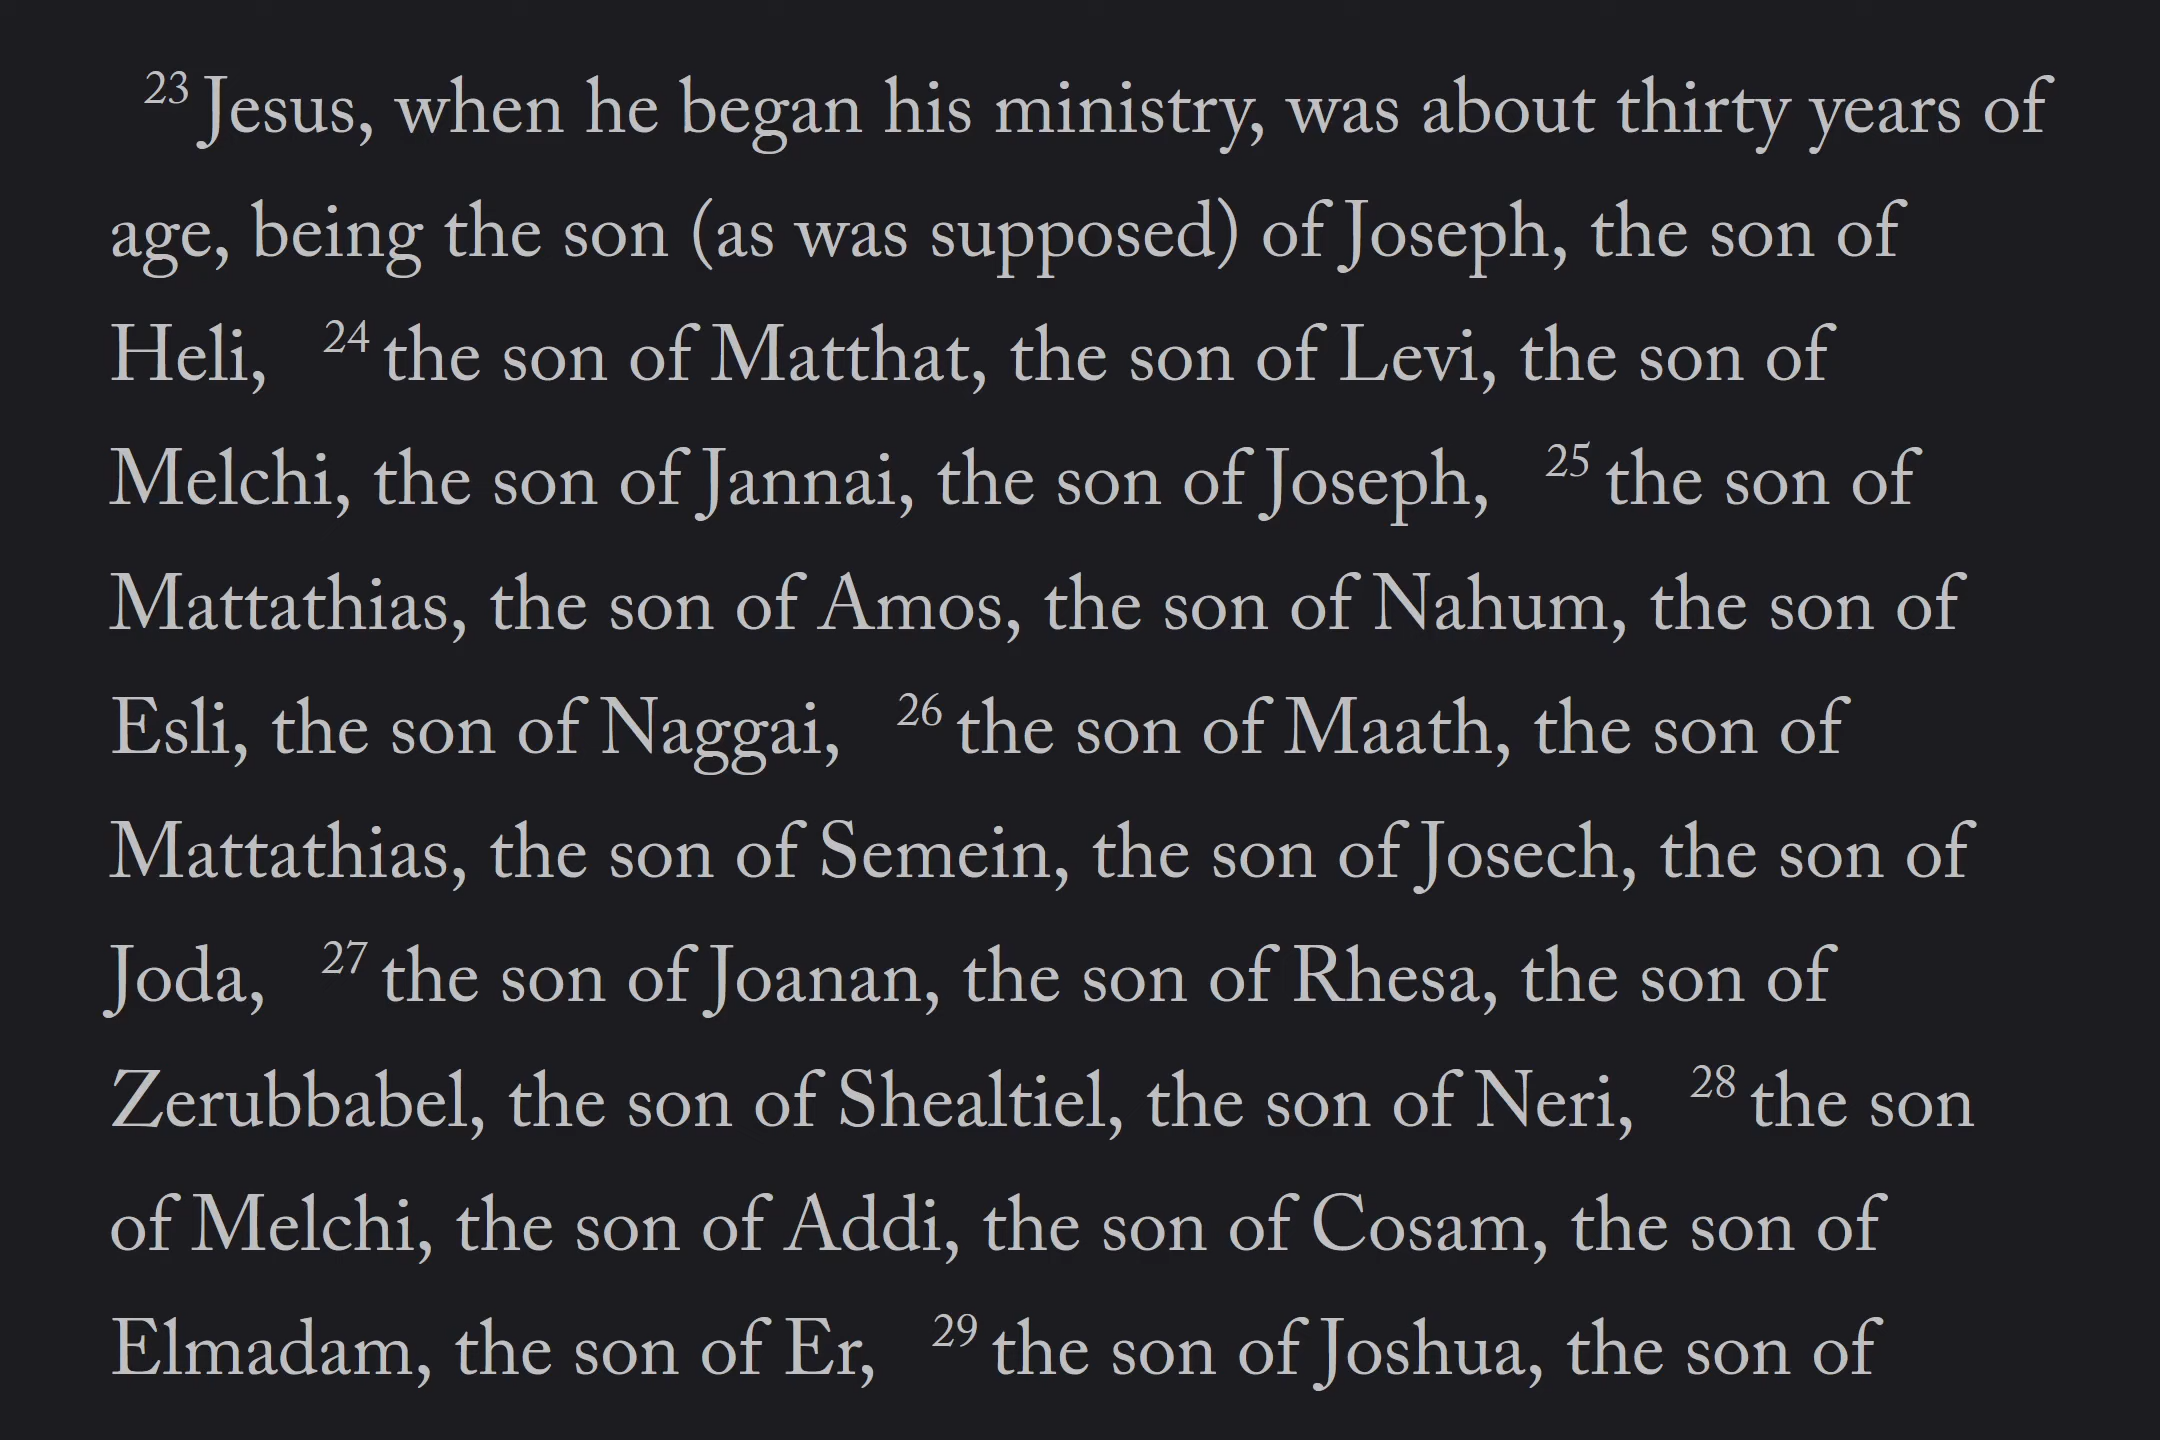 23 Jesus, when he began his ministry, was about thirty years of
age, being the son (as was supposed) of Joseph, the son of
Heli, 24 the son of Matthat, the son of Levi, the son of
Melchi, the son of Jannai, the son of Joseph, 25 the son of
Mattathias, the son of Amos, the son of Nahum, the son of
Esli, the son of Naggai, 26 the son of Maath, the son of
Mattathias, the son of Semein, the son of Josech, the son of
Joda, 27 the son of Joanan, the son of Rhesa, the son of
Zerubbabel, the son of Shealtiel, the son of Neri, 28 the son
of Melchi, the son of Addi, the son of Cosam, the son of
Elmadam, the son of Er, 29 the son of Joshua, the son of